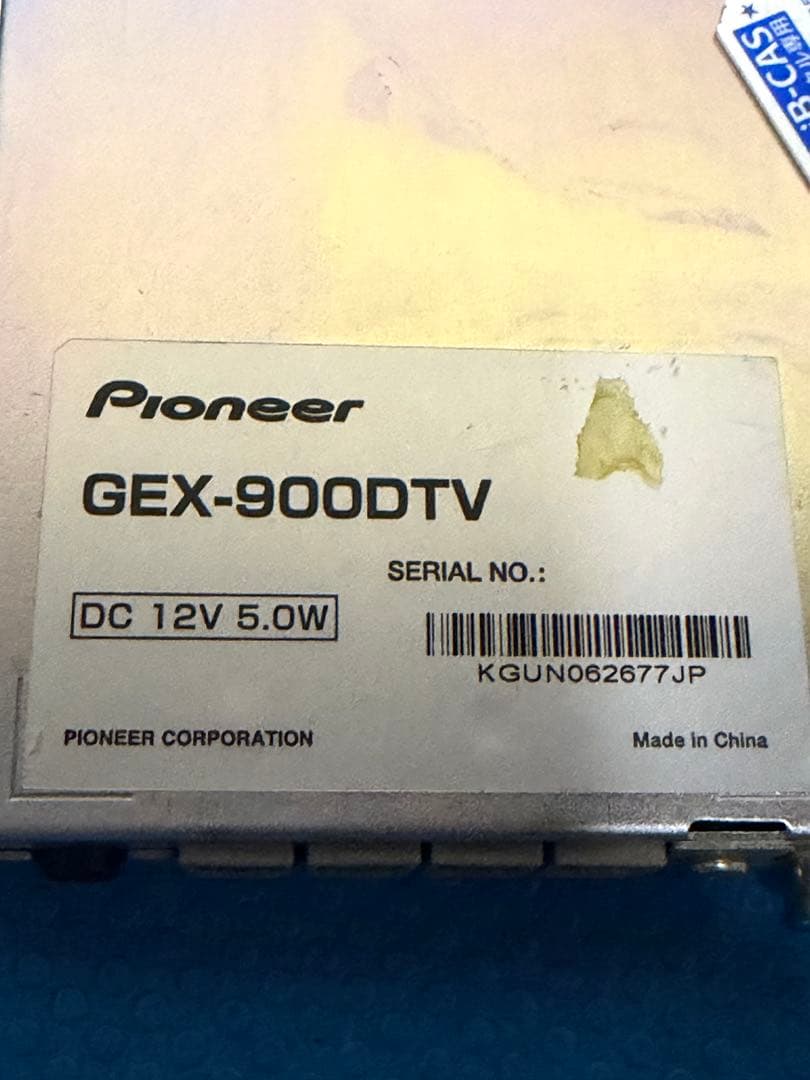 B-CAS
Pioneer
GEX-900DTV
SERIAL NO.:
DC 12V 5.0W
KGUN062677JP
PIONEER CORPORATION
Made in China